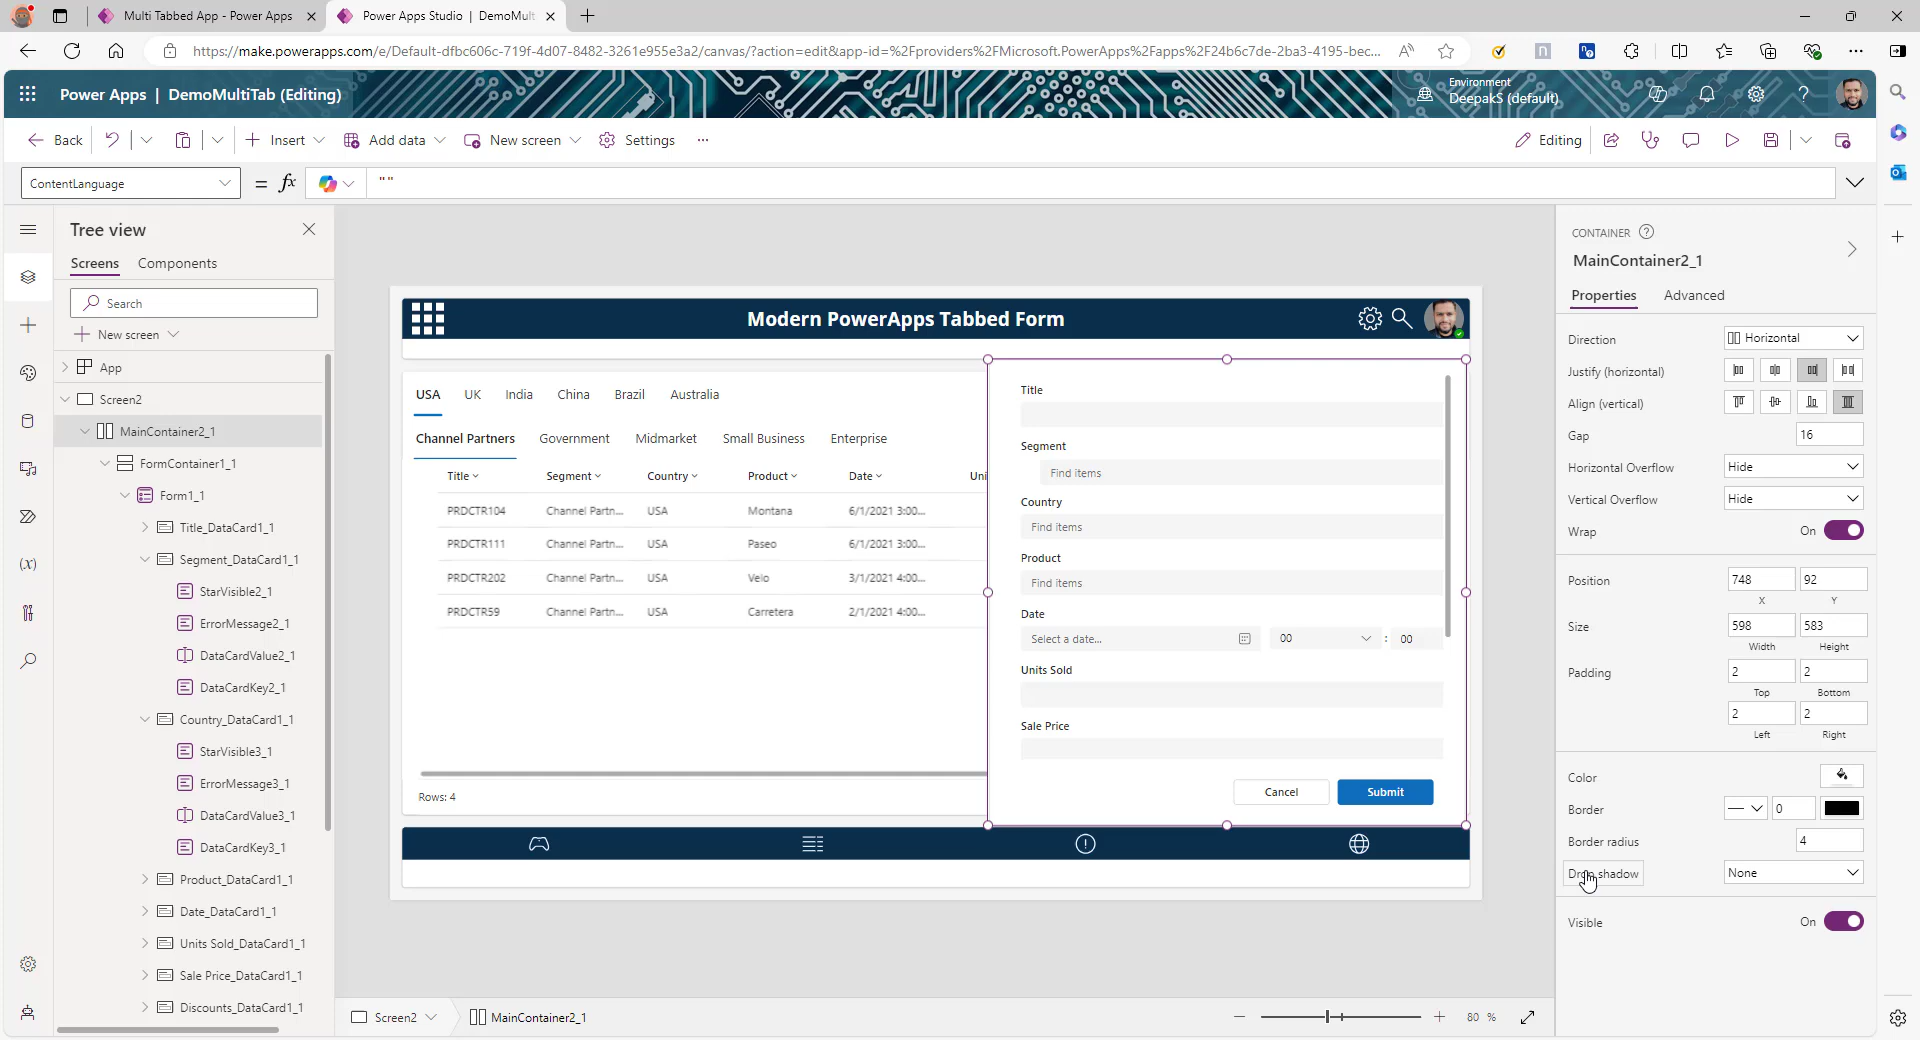 Multi Tabbed App - Power Apps
Power Apps Studio | DemoMult
https://make.powerapps.com/e/Default-dfbc606c-719f-4d07-8482-3261e955e3a2/canvas/?action=edit&app-id=%2Fproviders%2FMicrosoft.PowerApps%2Fapps%2F24b6c7de-2ba3-4195-bec...
Power Apps | DemoMultiTab (Editing)
Environment
DeepakS (default)
Back
Insert
Add data
New screen
Settings
Editing
ContentLanguage
= fx
""
Tree view
Screens
Components
Search
New screen
App
Screen2
MainContainer2_1
FormContainer1_1
Form1_1
Title_DataCard1_1
Segment_DataCard1_1
StarVisible2_1
ErrorMessage2_1
DataCardValue2_1
DataCardKey2_1
Country_DataCard1_1
StarVisible3_1
ErrorMessage3_1
DataCardValue3_1
DataCardKey3_1
Product_DataCard1_1
Date_DataCard1_1
Units Sold_DataCard1_1
Sale Price_DataCard1_1
Discounts_DataCard1_1
Modern PowerApps Tabbed Form
USA UK India China Brazil Australia
Channel Partners Government Midmarket Small Business Enterprise
Title Segment Country Product Date Uni
PRDCTR104 Channel Partn... USA Montana 6/1/2021 3:00...
PRDCTR111 Channel Partn... USA Paseo 6/1/2021 3:00...
PRDCTR202 Channel Partn... USA Velo 3/1/2021 4:00...
PRDCTR59 Channel Partn... USA Carretera 2/1/2021 4:00...
Rows: 4
Title
Segment
Find items
Country
Find items
Product
Find items
Date
Select a date... 00 : 00
Units Sold
Sale Price
Cancel
Submit
Screen2
MainContainer2_1
80 %
CONTAINER
MainContainer2_1
Properties
Advanced
Direction Horizontal
Justify (horizontal)
Align (vertical)
Gap 16
Horizontal Overflow Hide
Vertical Overflow Hide
Wrap On
Position 748 92
X Y
Size 598 583
Width Height
Padding 2 2
Top Bottom
2 2
Left Right
Color
Border 0
Border radius 4
Drop shadow None
Visible On